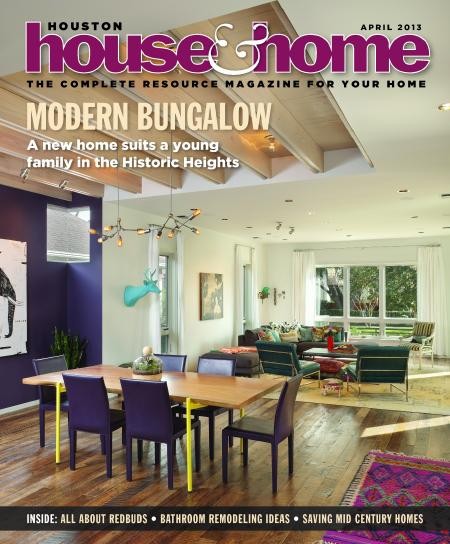 HOUSTON
APRIL 2013
house&home
THE COMPLETE RESOURCE MAGAZINE FOR YOUR HOME
MODERN BUNGALOW
A new home suits a young
family in the Historic Heights
INSIDE: ALL ABOUT REDBUDS • BATHROOM REMODELING IDEAS • SAVING MID CENTURY HOMES